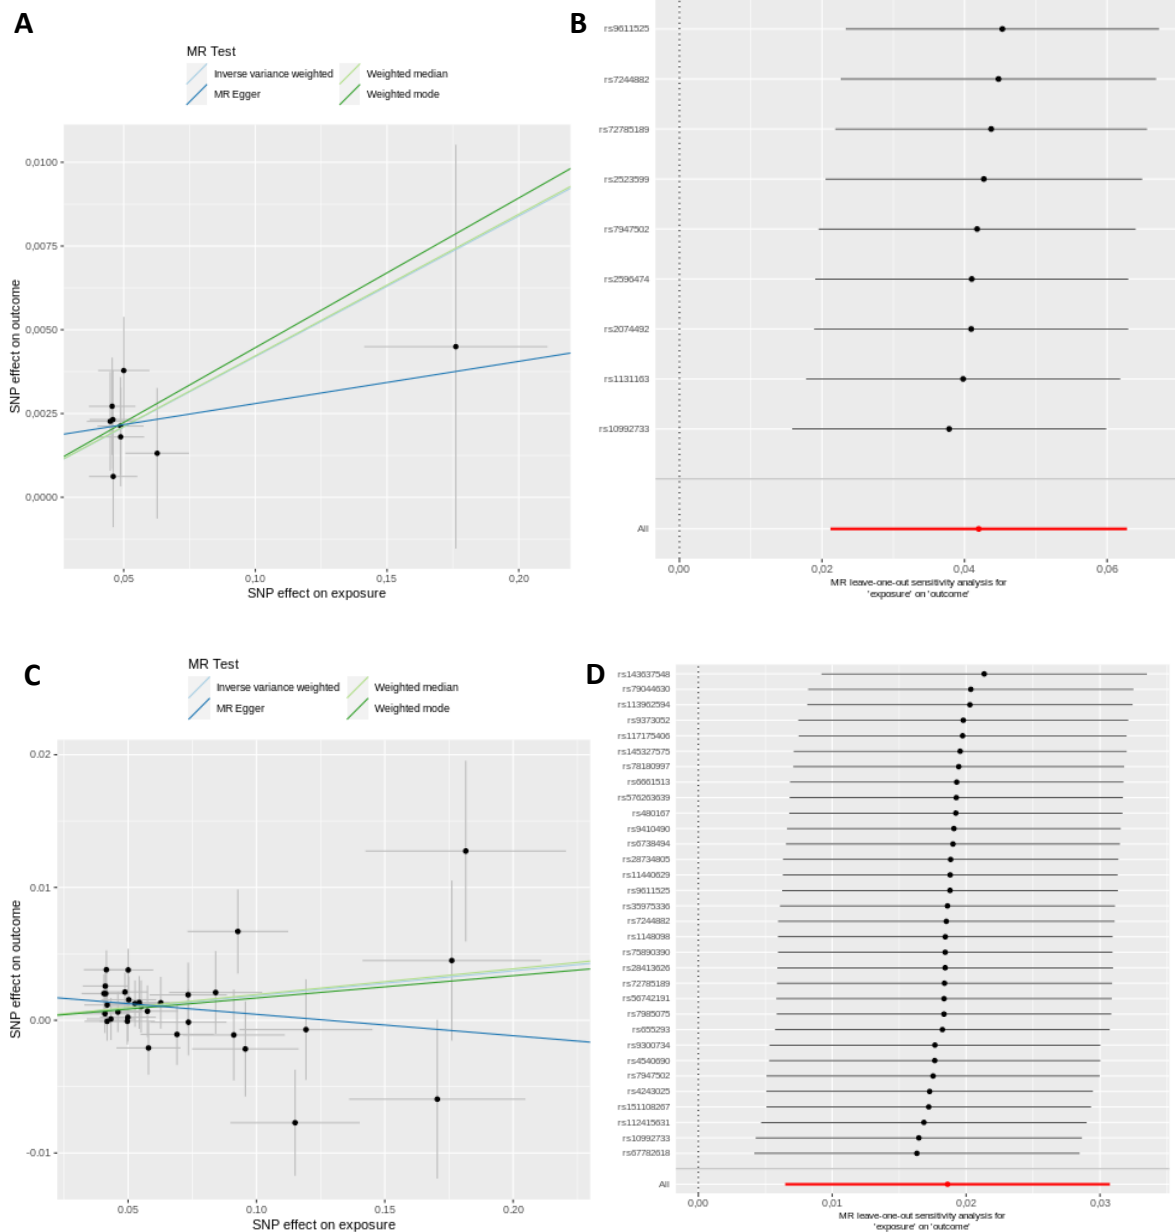 A
MR Test
Inverse variance weighted
Weighted median
MR Egger
Weighted mode
0,0100
0,0075
0,0050
0,0025
0,0000
SNP effect on outcome
0,05
0,10
0,15
0,20
SNP effect on exposure
B
rs9611525
rs7244882
rs72785189
rs2523599
rs7947502
rs2596474
rs2074492
rs1131163
rs10992733
All
0,00
0,02
0,04
0,06
MR leave-one-out sensitivity analysis for
'exposure' on 'outcome'
C
MR Test
Inverse variance weighted
Weighted median
MR Egger
Weighted mode
0.02
0.01
0.00
-0.01
SNP effect on outcome
0.05
0.10
0.15
0.20
SNP effect on exposure
D
rs143637548
rs79044630
rs113962594
rs9373052
rs117175406
rs145327575
rs78180997
rs6661513
rs576263639
rs480167
rs9410490
rs6738494
rs28734805
rs11440629
rs9611525
rs35975336
rs7244882
rs1148098
rs75890390
rs28413626
rs72785189
rs56742191
rs7985075
rs655293
rs9300734
rs4540690
rs7947502
rs4243025
rs151108267
rs112415631
rs10992733
rs67782618
All
0,00
0,01
0,02
0,03
MR leave-one-out sensitivity analysis for
'exposure' on 'outcome'